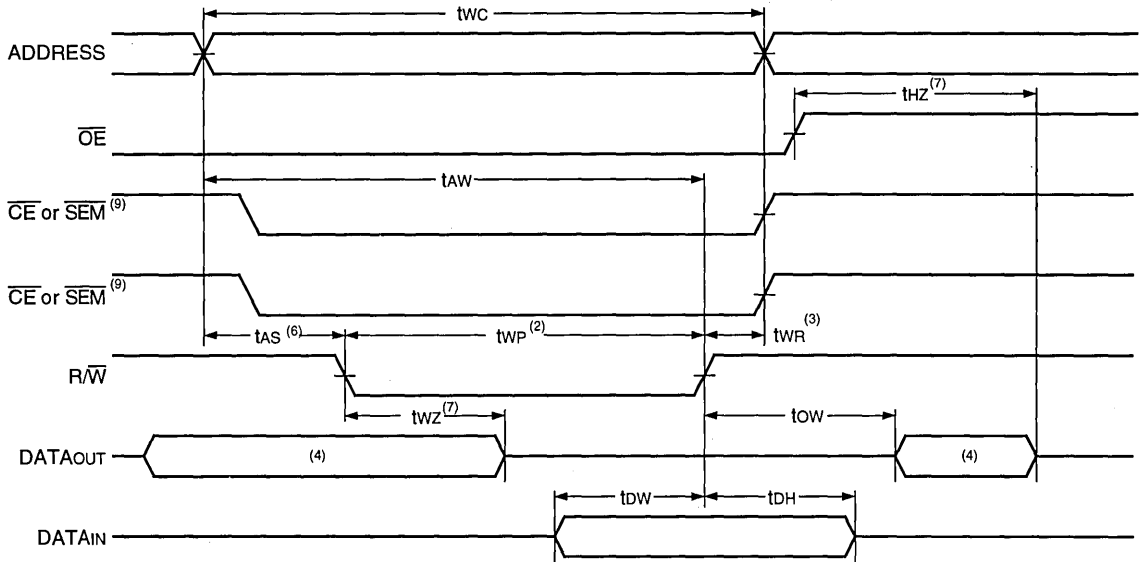 tWC
ADDRESS
tHZ (7)
OE
tAW
CE or SEM (9)
CE or SEM (9)
tAS (6) tWP (2) tWR (3)
R/W
tWZ (7) tOW
DATAOUT (4) (4)
tDW tDH
DATAIN